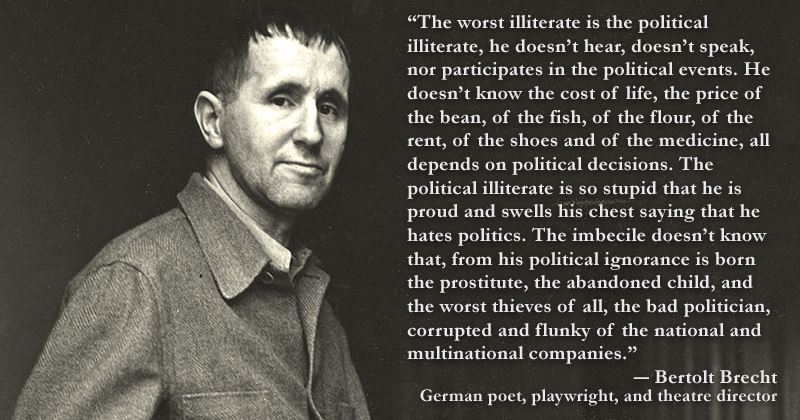 “The worst illiterate is the political
illiterate, he doesn’t hear, doesn’t speak,
nor participates in the political events. He
doesn’t know the cost of life, the price of
the bean, of the fish, of the flour, of the
rent, of the shoes and of the medicine, all
depends on political decisions. The
political illiterate is so stupid that he is
proud and swells his chest saying that he
hates politics. The imbecile doesn’t know
that, from his political ignorance is born
the prostitute, the abandoned child, and
the worst thieves of all, the bad politician,
corrupted and flunky of the national and
multinational companies.”
— Bertolt Brecht
German poet, playwright, and theatre director